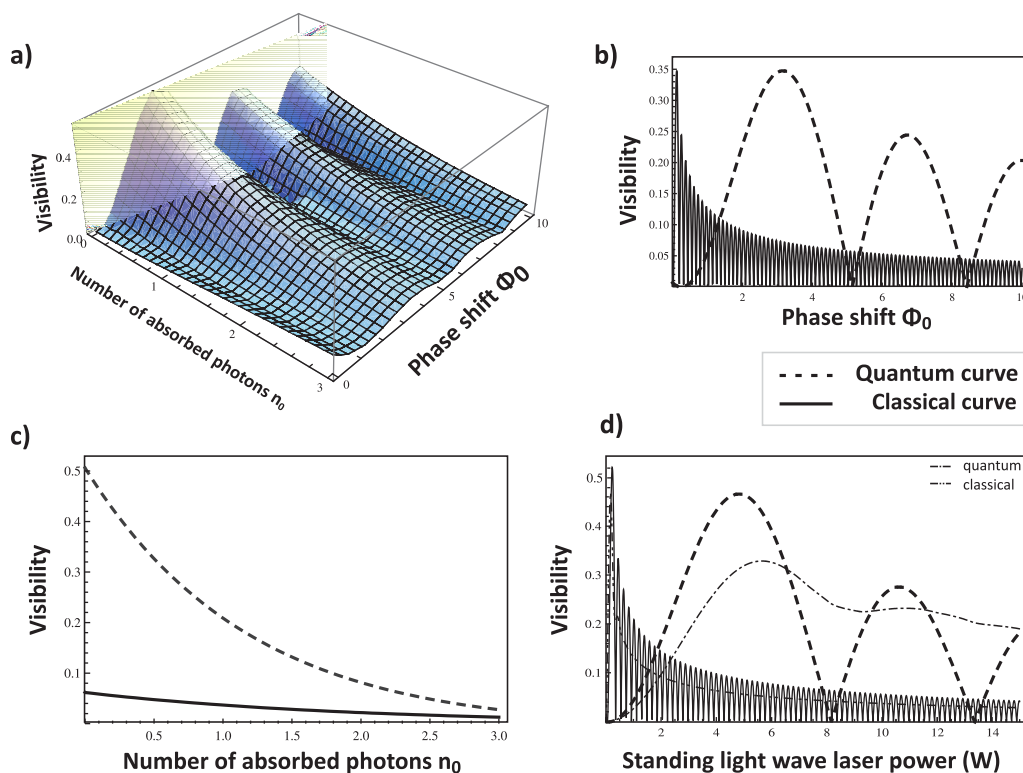 a)
Visibility
0.4
0.2
0.0
0
1
2
3
Number of absorbed photons n₀
0
5
10
Phase shift Φ0
b)
Visibility
0.35
0.30
0.25
0.20
0.15
0.10
0.05
2
4
6
8
10
Phase shift Φ₀
Quantum curve
Classical curve
c)
Visibility
0.5
0.4
0.3
0.2
0.1
0.5
1.0
1.5
2.0
2.5
3.0
Number of absorbed photons n₀
d)
quantum
classical
Visibility
0.5
0.4
0.3
0.2
0.1
2
4
6
8
10
12
14
Standing light wave laser power (W)